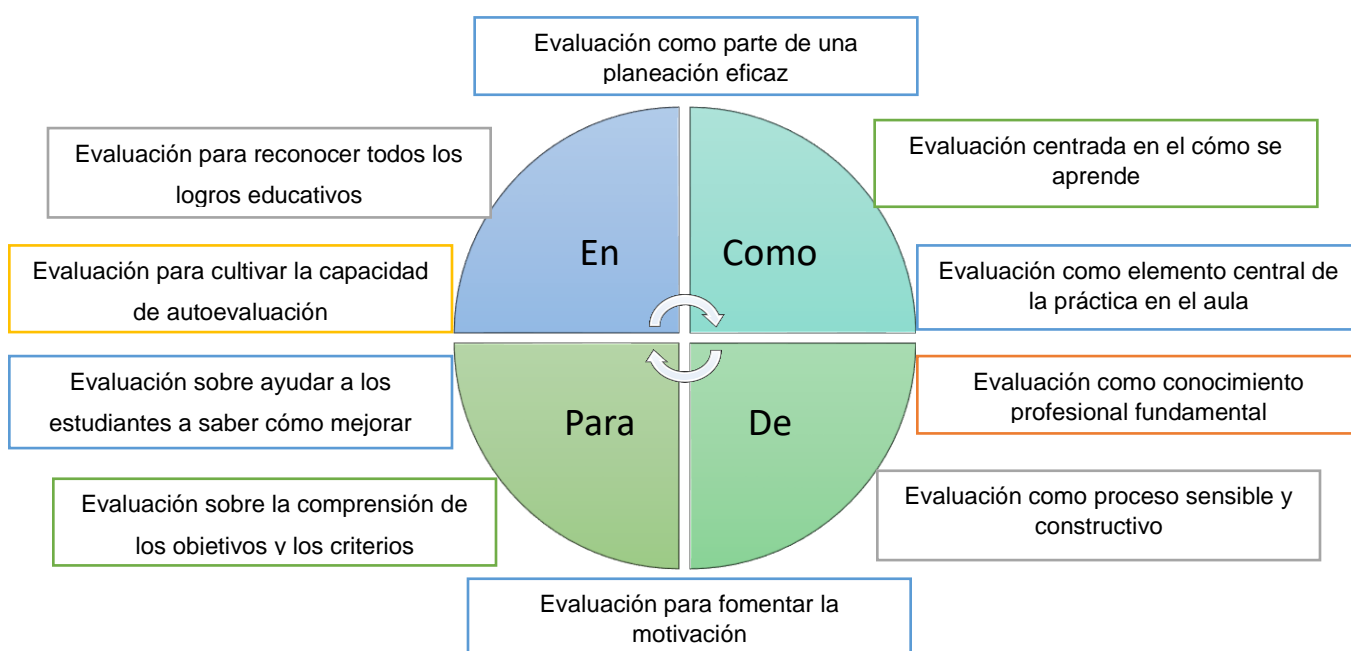 Evaluación como parte de una
planeación eficaz
Evaluación para reconocer todos los
logros educativos
Evaluación centrada en el cómo se
aprende
En
Como
Evaluación para cultivar la capacidad
de autoevaluación
Evaluación como elemento central de
la práctica en el aula
Evaluación sobre ayudar a los
estudiantes a saber cómo mejorar
Evaluación como conocimiento
profesional fundamental
Para
De
Evaluación sobre la comprensión de
los objetivos y los criterios
Evaluación como proceso sensible y
constructivo
Evaluación para fomentar la
motivación